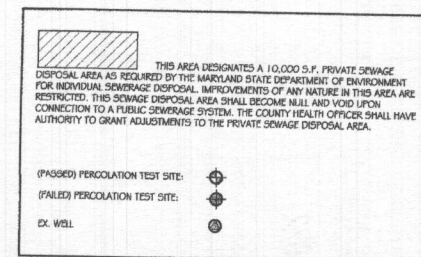 THIS AREA DESIGNATES A 10,000 S.F. PRIVATE SEWAGE
DISPOSAL AREA AS REQUIRED BY THE MARYLAND STATE DEPARTMENT OF ENVIRONMENT
FOR INDIVIDUAL SEWERAGE DISPOSAL. IMPROVEMENTS OF ANY NATURE IN THIS AREA ARE
RESTRICTED. THIS SEWAGE DISPOSAL AREA SHALL BECOME NULL AND VOID UPON
CONNECTION TO A PUBLIC SEWERAGE SYSTEM. THE COUNTY HEALTH OFFICER SHALL HAVE
AUTHORITY TO GRANT ADJUSTMENTS TO THE PRIVATE SEWAGE DISPOSAL AREA.
(PASSED) PERCOLATION TEST SITE:
(FAILED) PERCOLATION TEST SITE:
EX. WELL